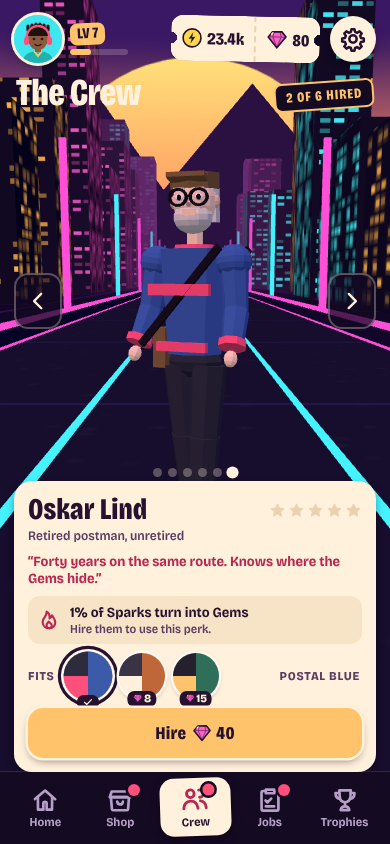 LV 7
23.4k
80
The Crew
2 OF 6 HIRED
Oskar Lind
Retired postman, unretired
“Forty years on the same route. Knows where the
Gems hide.”
1% of Sparks turn into Gems
Hire them to use this perk.
FITS
8
15
POSTAL BLUE
Hire 40
Home
Shop
Crew
Jobs
Trophies